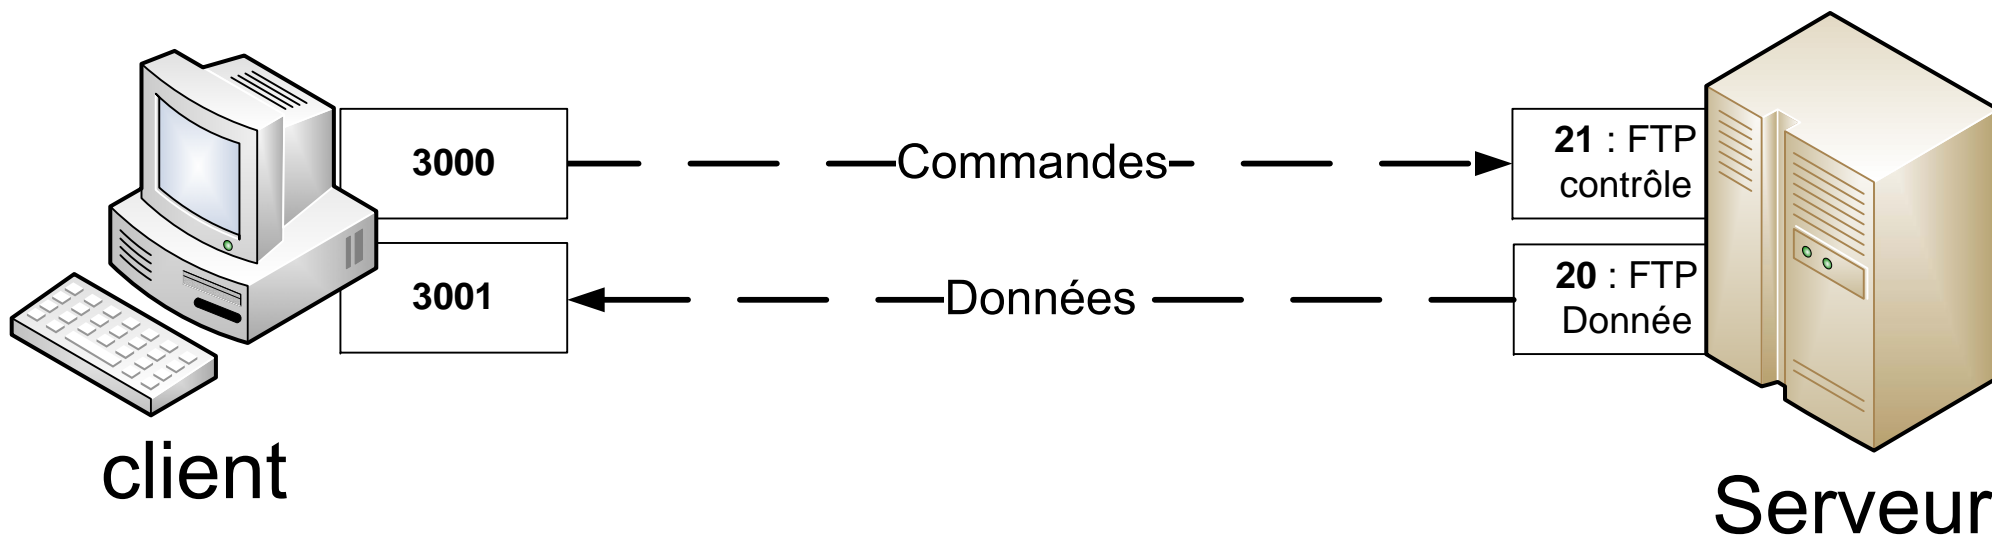 3000
Commandes
21 : FTP
contrôle
3001
Données
20 : FTP
Donnée
client
Serveur